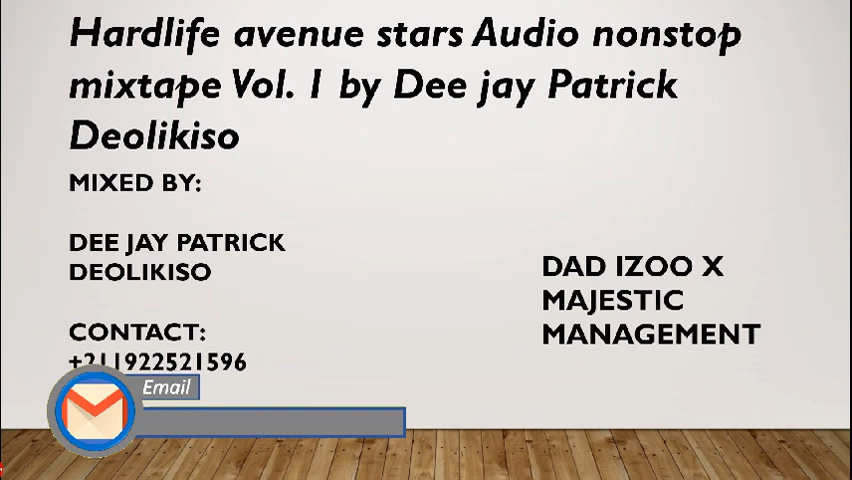 Hardlife avenue stars Audio nonstop
mixtape Vol. 1 by Dee jay Patrick
Deolikiso
MIXED BY:
DEE JAY PATRICK
DEOLIKISO
CONTACT:
+211922521596
DAD IZOO X
MAJESTIC
MANAGEMENT
Email